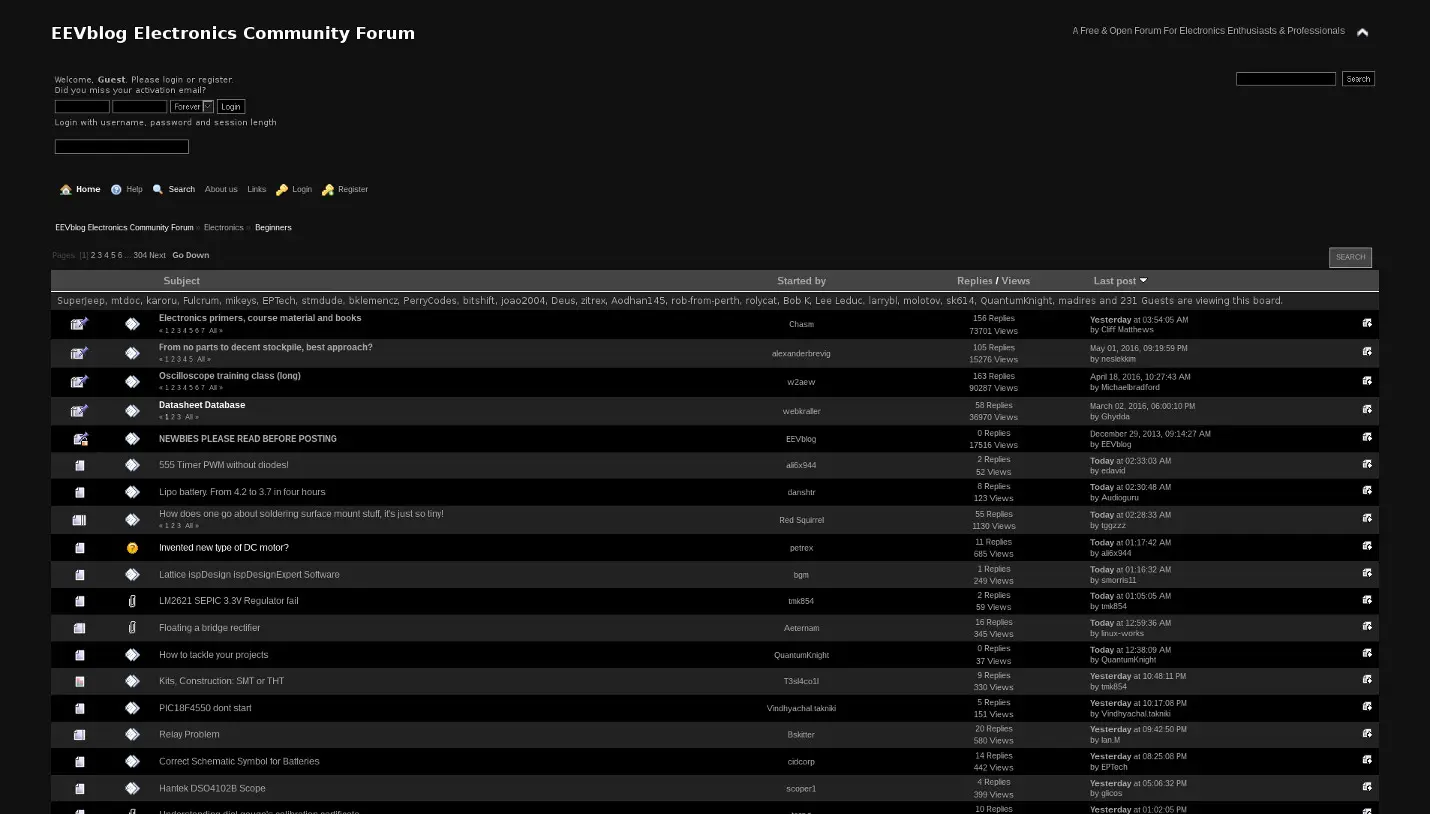 EEVblog Electronics Community Forum
A Free & Open Forum For Electronics Enthusiasts & Professionals
Welcome, Guest. Please login or register.
Did you miss your activation email?
Forever Login
Search
Login with username, password and session length
Home Help Search About us Links Login Register
EEVblog Electronics Community Forum » Electronics » Beginners
Pages: [1] 2 3 4 5 6 ... 304 Next Go Down
SEARCH
Subject Started by Replies / Views Last post
SuperJeep, mtdoc, karoru, Fulcrum, mikeys, EPTech, stmdude, bklemencz, PerryCodes, bitshift, joao2004, Deus, zitrex, Aodhan145, rob-from-perth, rolycat, Bob K, Lee Leduc, larrybl, molotov, sk614, QuantumKnight, madires and 231 Guests are viewing this board.
Electronics primers, course material and books
« 1 2 3 4 5 6 7 All »
Chasm
156 Replies
73701 Views
Yesterday at 03:54:05 AM
by Cliff Matthews
From no parts to decent stockpile, best approach?
« 1 2 3 4 5 All »
alexanderbrevig
105 Replies
15276 Views
May 01, 2016, 09:19:59 PM
by neslekkim
Oscilloscope training class (long)
« 1 2 3 4 5 6 7 All »
w2aew
163 Replies
90287 Views
April 18, 2016, 10:27:43 AM
by Michaelbradford
Datasheet Database
« 1 2 3 All »
webkraller
58 Replies
36970 Views
March 02, 2016, 06:00:10 PM
by Ghydda
NEWBIES PLEASE READ BEFORE POSTING
EEVblog
0 Replies
17516 Views
December 29, 2013, 09:14:27 AM
by EEVblog
555 Timer PWM without diodes!
ali6x944
2 Replies
52 Views
Today at 02:33:03 AM
by edavid
Lipo battery. From 4.2 to 3.7 in four hours
danshtr
8 Replies
123 Views
Today at 02:30:48 AM
by Audioguru
How does one go about soldering surface mount stuff, it's just so tiny!
« 1 2 3 All »
Red Squirrel
55 Replies
1130 Views
Today at 02:28:33 AM
by tggzzz
Invented new type of DC motor?
petrex
11 Replies
685 Views
Today at 01:17:42 AM
by ali6x944
Lattice ispDesign ispDesignExpert Software
bgm
1 Replies
249 Views
Today at 01:16:32 AM
by smorris11
LM2621 SEPIC 3.3V Regulator fail
tmk854
2 Replies
59 Views
Today at 01:05:05 AM
by tmk854
Floating a bridge rectifier
Aeternam
16 Replies
345 Views
Today at 12:59:36 AM
by linux-works
How to tackle your projects
QuantumKnight
0 Replies
37 Views
Today at 12:38:09 AM
by QuantumKnight
Kits, Construction: SMT or THT
T3sl4co1l
9 Replies
330 Views
Yesterday at 10:48:11 PM
by tmk854
PIC18F4550 dont start
Vindhyachal.takniki
5 Replies
151 Views
Yesterday at 10:17:08 PM
by Vindhyachal.takniki
Relay Problem
Bskitter
20 Replies
580 Views
Yesterday at 09:42:50 PM
by Ian.M
Correct Schematic Symbol for Batteries
cidcorp
14 Replies
442 Views
Yesterday at 08:25:08 PM
by EPTech
Hantek DSO4102B Scope
scoper1
4 Replies
399 Views
Yesterday at 05:06:32 PM
by glicos
Understanding dial gauge's calibration certificate
10 Replies
Yesterday at 01:02:05 PM